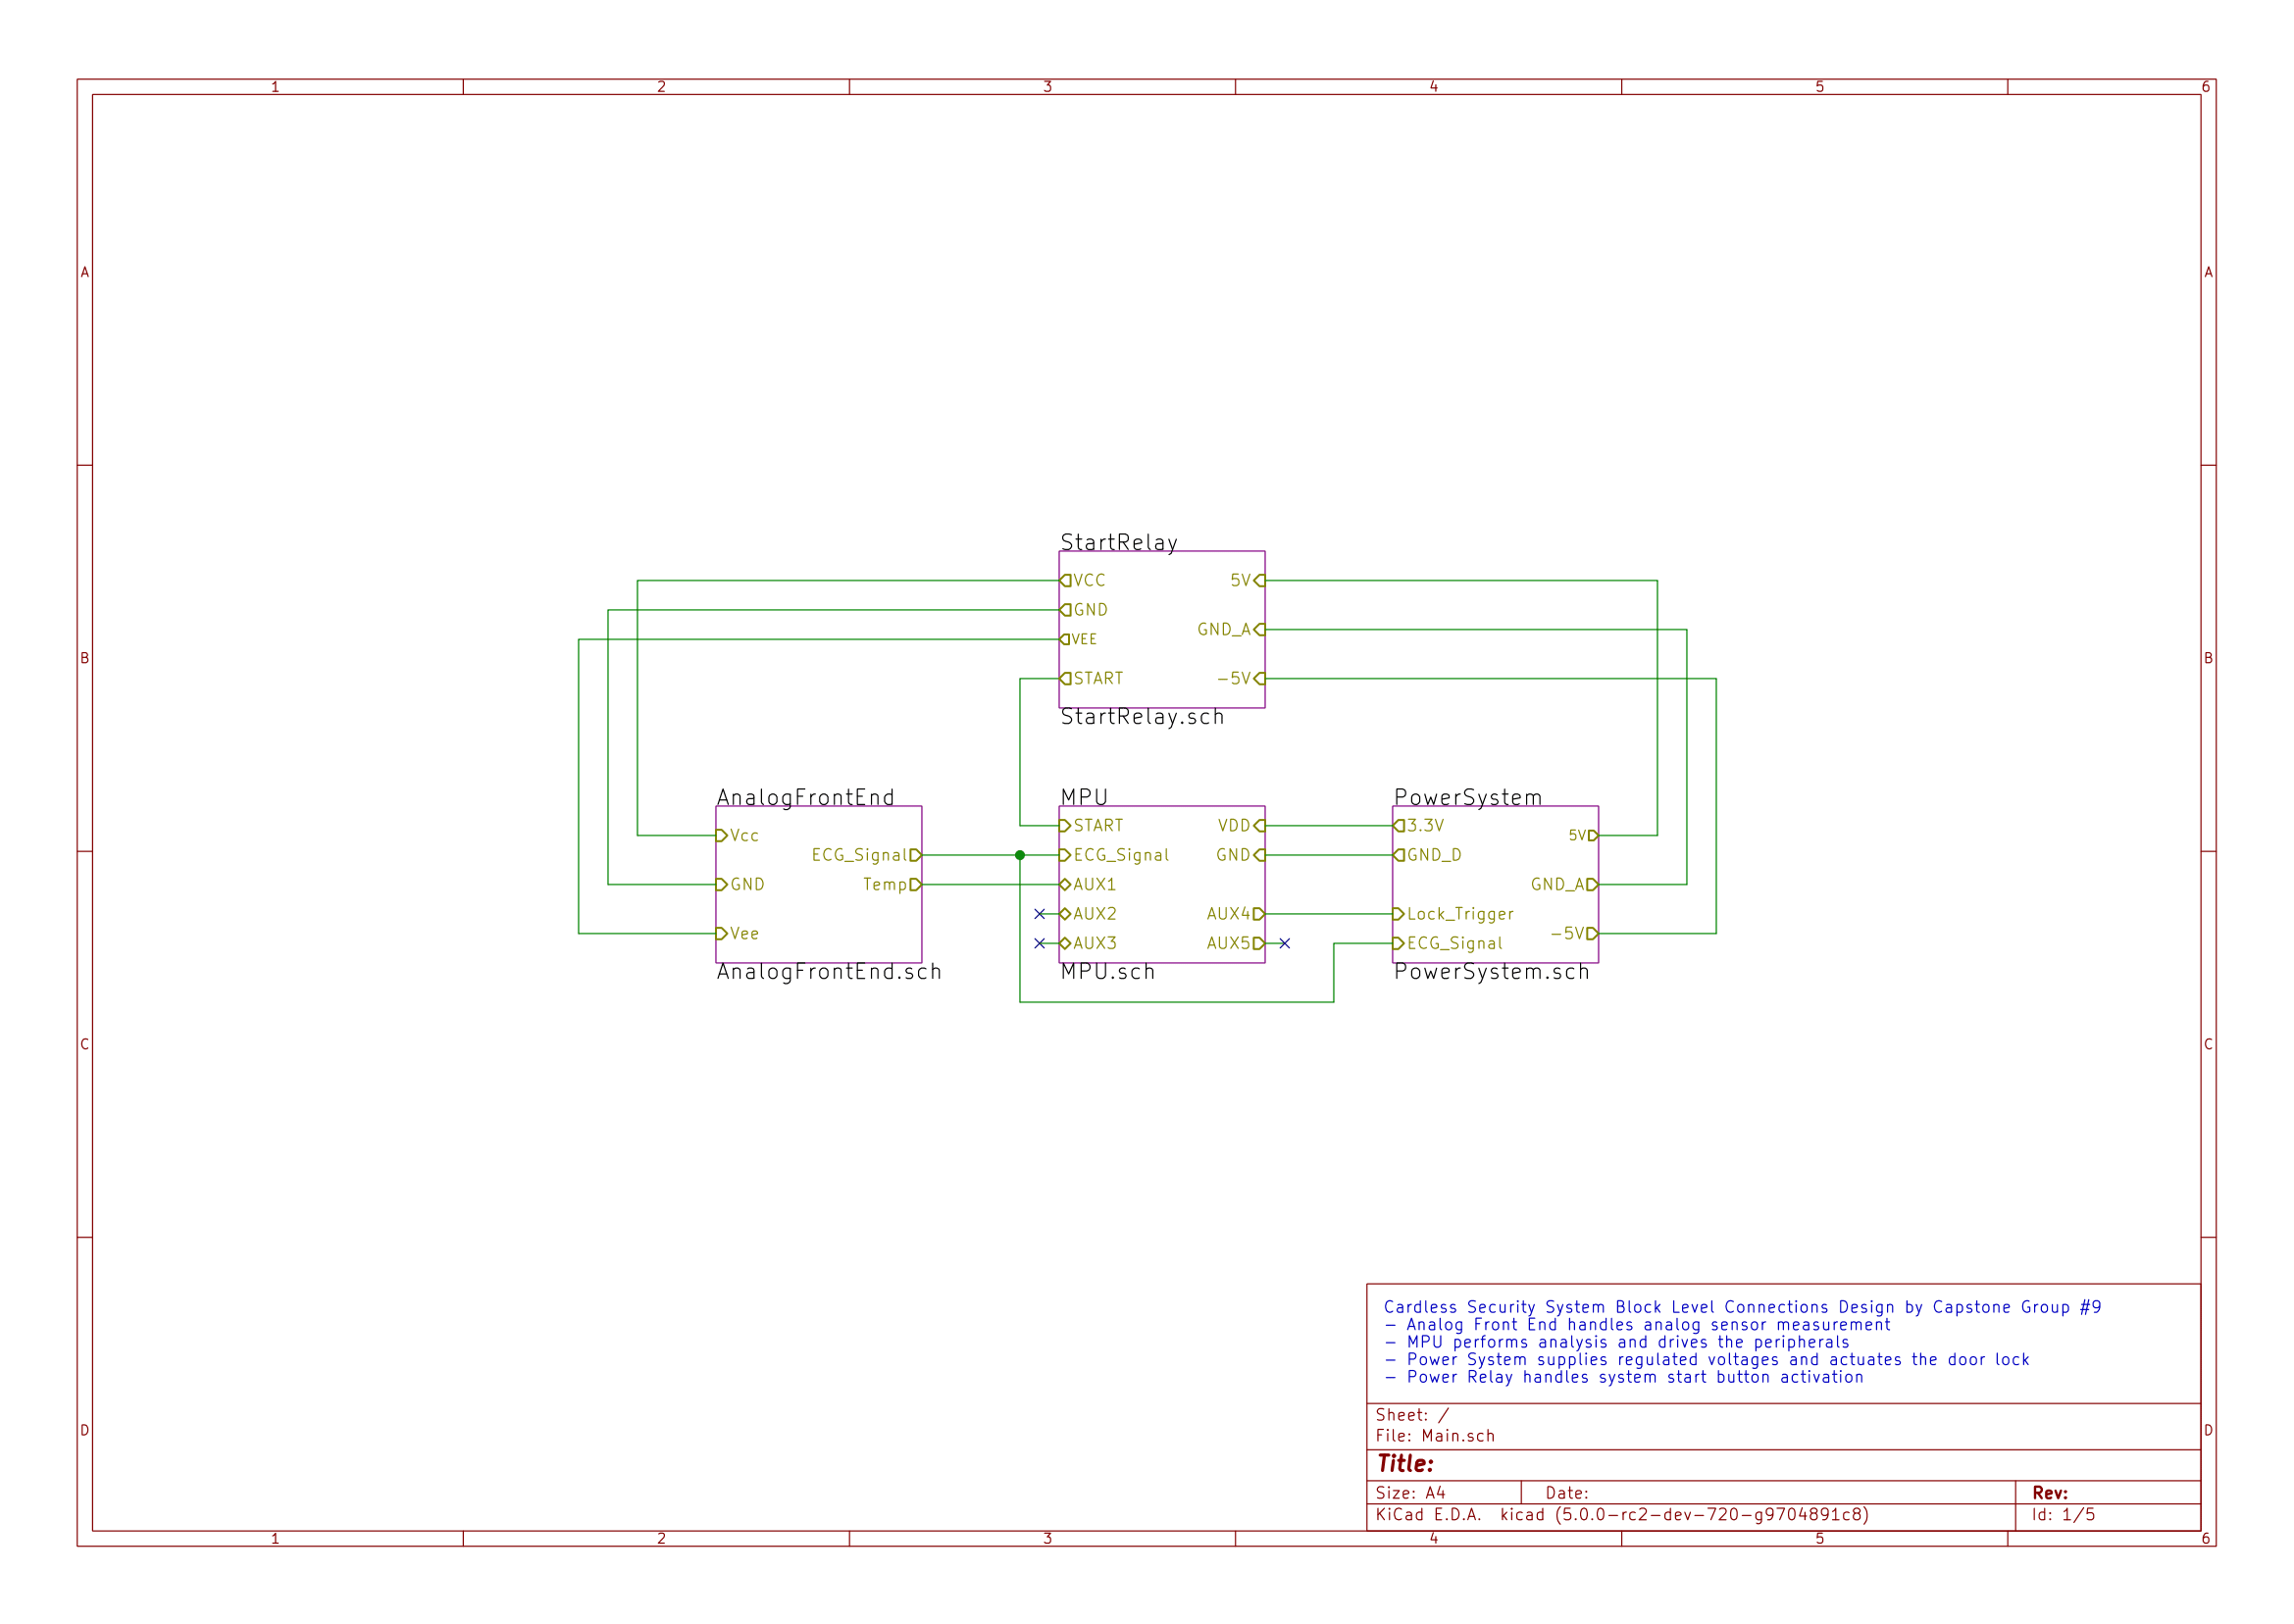 1 2 3 4 5 6
A A
B B
C C
D D
StartRelay
VCC 5V
GND
GND_A
VEE
START -5V
StartRelay.sch
AnalogFrontEnd
Vcc
ECG_Signal
GND Temp
Vee
AnalogFrontEnd.sch
MPU
START VDD
ECG_Signal GND
AUX1
AUX2 AUX4
AUX3 AUX5
MPU.sch
PowerSystem
3.3V
5V
GND_D
GND_A
Lock_Trigger
-5V
ECG_Signal
PowerSystem.sch
Cardless Security System Block Level Connections Design by Capstone Group #9
- Analog Front End handles analog sensor measurement
- MPU performs analysis and drives the peripherals
- Power System supplies regulated voltages and actuates the door lock
- Power Relay handles system start button activation
Sheet: /
File: Main.sch
Title:
Size: A4 Date: Rev:
KiCad E.D.A. kicad (5.0.0-rc2-dev-720-g9704891c8) Id: 1/5
1 2 3 4 5 6